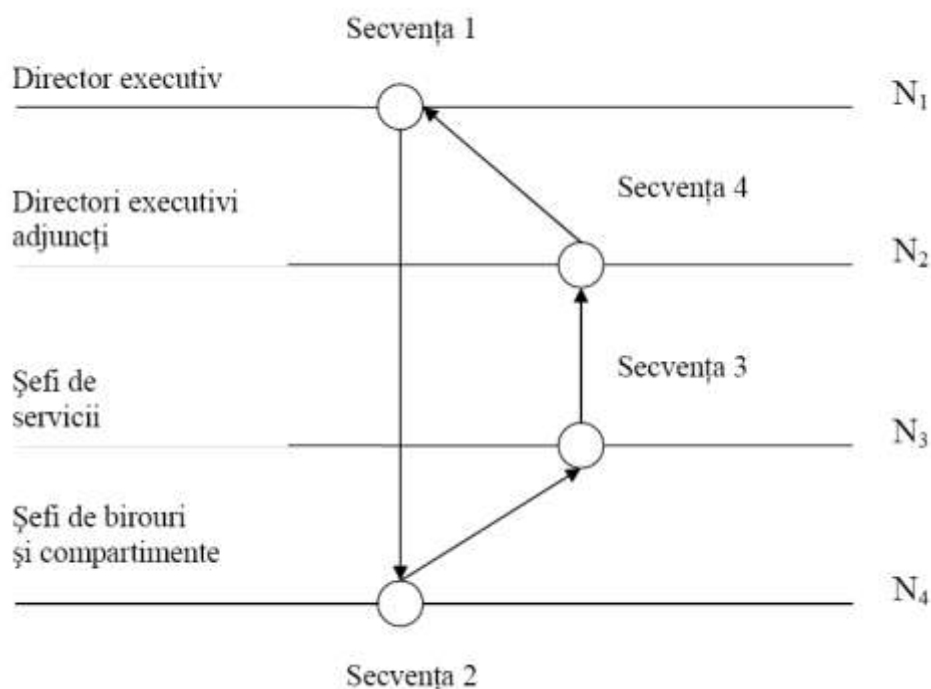 Secvența 1
Director executiv
N₁
Secvența 4
Directori executivi
adjuncți
N₂
Secvența 3
Şefi de
servicii
N₃
Şefi de birouri
şi compartimente
N₄
Secvența 2